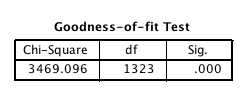 Goodness-of-fit Test
Chi-Square df Sig.
3469.096 1323 .000